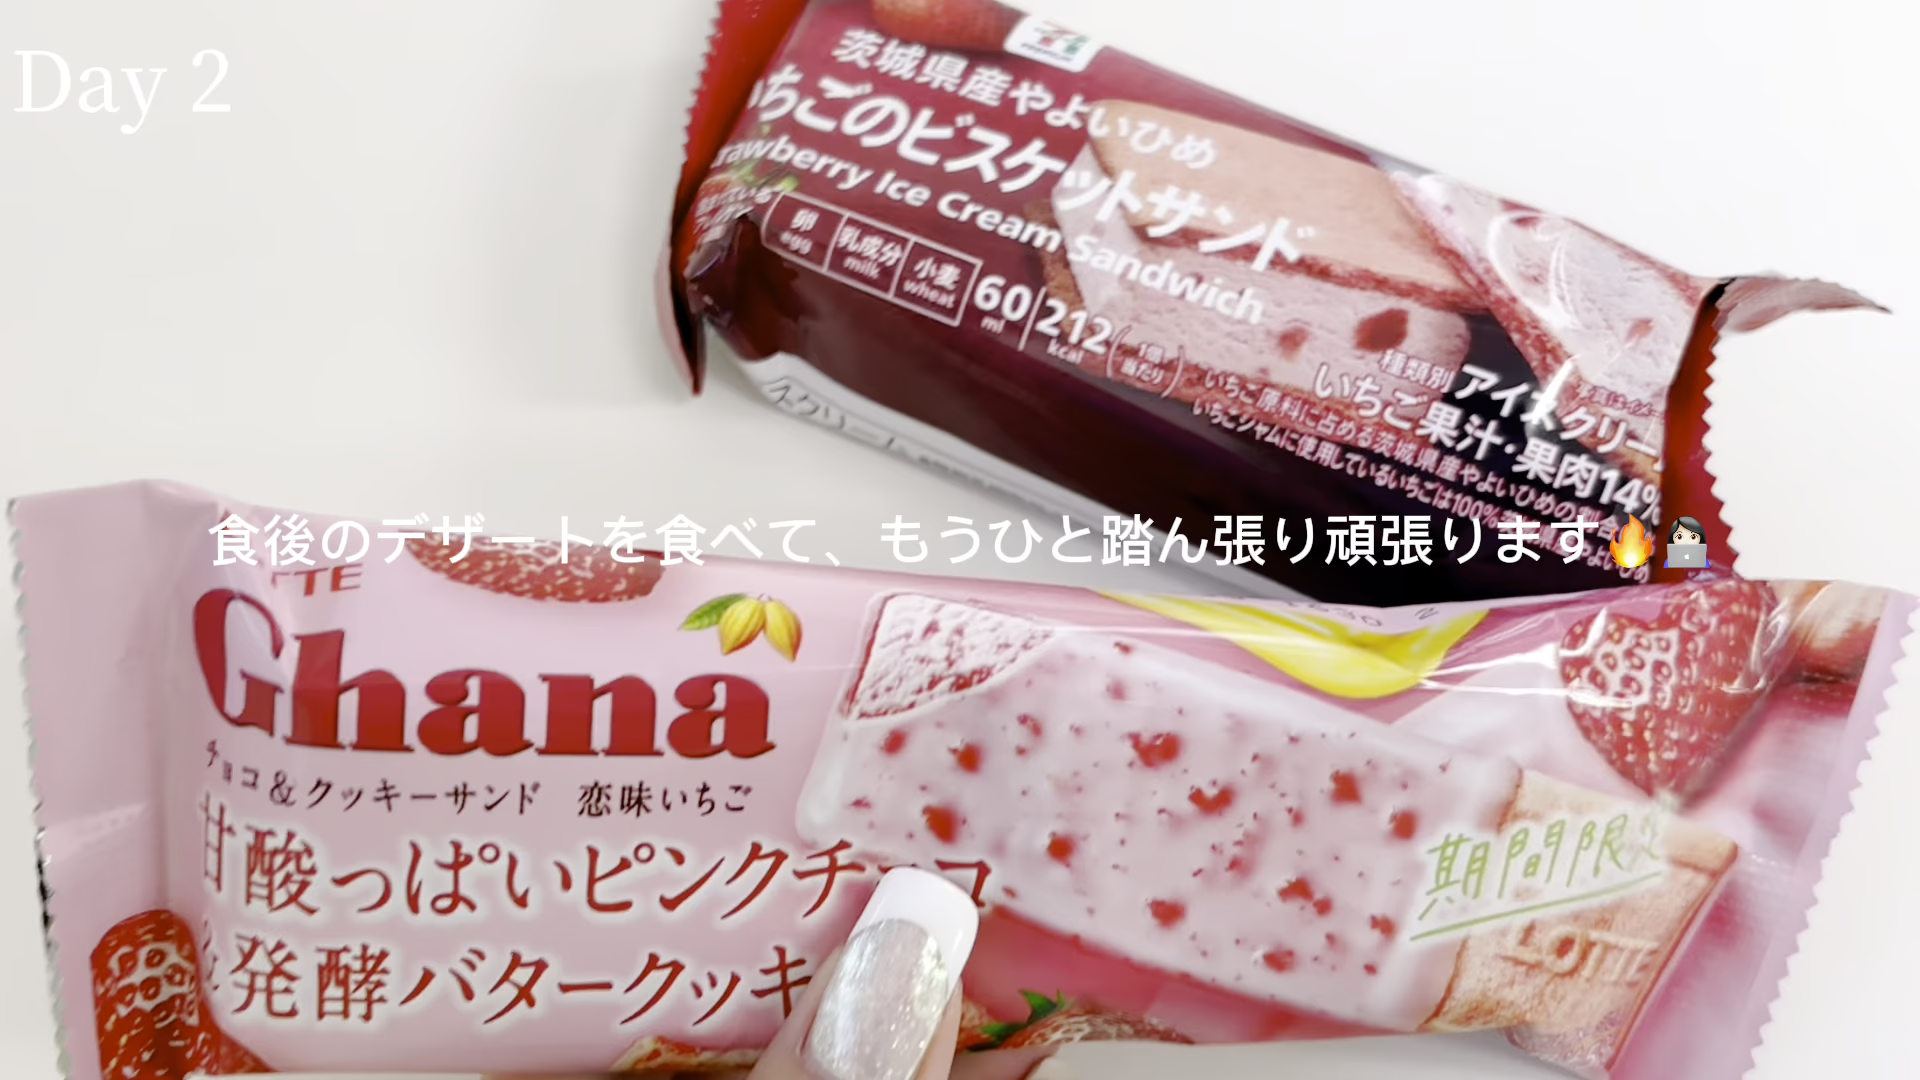 Day 2
茨城県産やよいひめ
いちごのビスケットサンド
Strawberry Ice Cream Sandwich
卵 乳成分 小麦 60 212
egg milk wheat ml kcal
1個
当たり
種類別 アイスクリー
いちご果汁・果肉14%
食後のデザートを食べて、もうひと踏ん張り頑張ります🔥👩🏻‍💻
LOTTE
Ghana
チョコ&クッキーサンド 恋味いちご
甘酸っぱいピンクチョコ
&発酵バタークッキ
期間限定
LOTTE